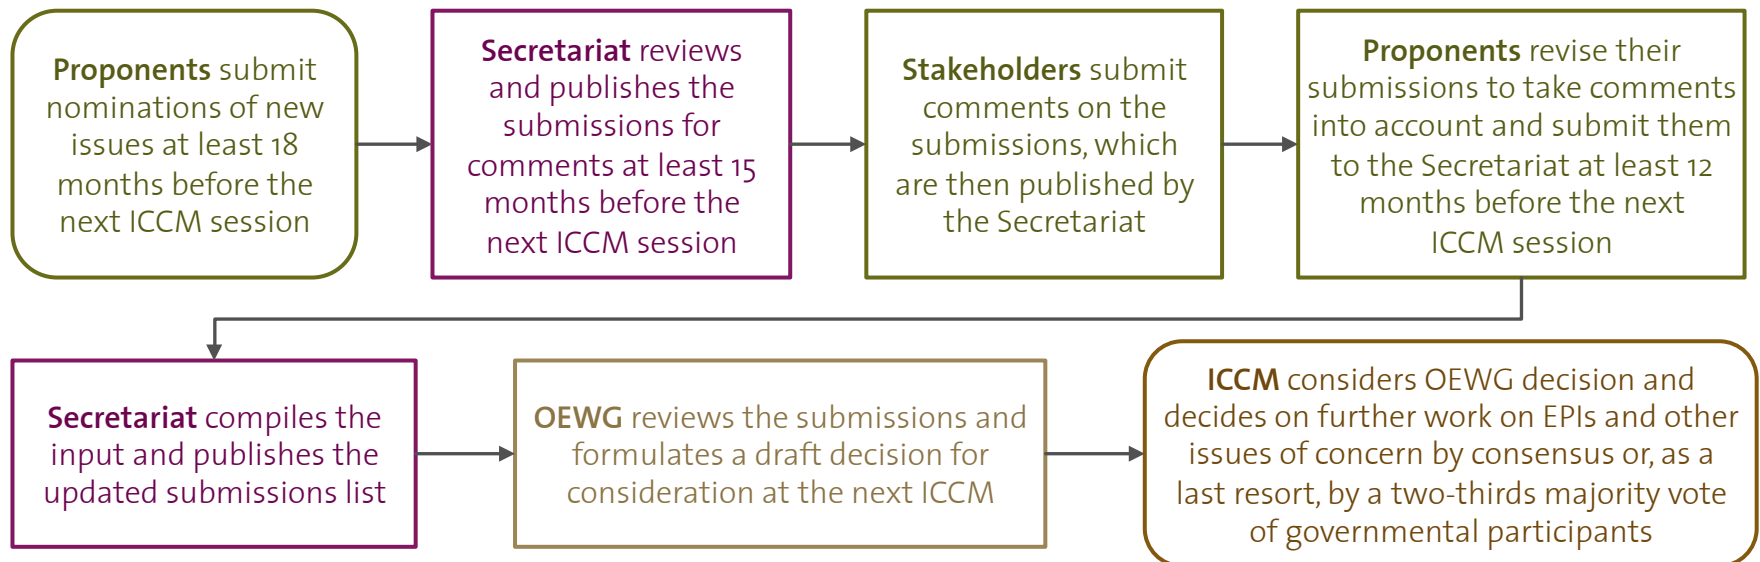 Proponents submit
nominations of new
issues at least 18
months before the
next ICCM session
Secretariat reviews
and publishes the
submissions for
comments at least 15
months before the
next ICCM session
Stakeholders submit
comments on the
submissions, which
are then published by
the Secretariat
Proponents revise their
submissions to take comments
into account and submit them
to the Secretariat at least 12
months before the next
ICCM session
Secretariat compiles the
input and publishes the
updated submissions list
OEWG reviews the submissions and
formulates a draft decision for
consideration at the next ICCM
ICCM considers OEWG decision and
decides on further work on EPIs and other
issues of concern by consensus or, as a
last resort, by a two-thirds majority vote
of governmental participants